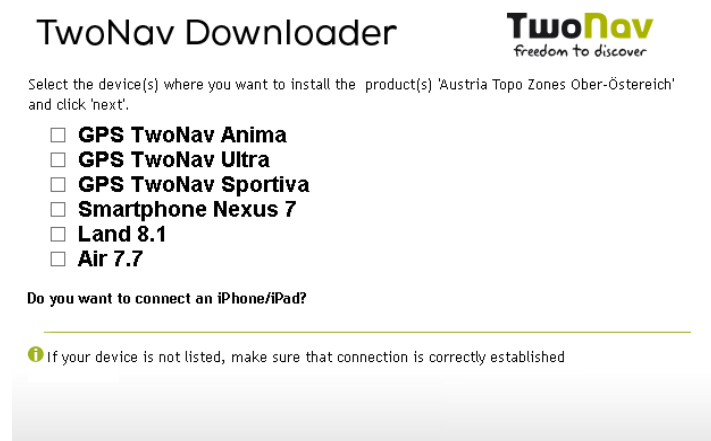 TwoNav Downloader
TwoNav
freedom to discover
Select the device(s) where you want to install the product(s) 'Austria Topo Zones Ober-Östereich'
and click 'next'.
GPS TwoNav Anima
GPS TwoNav Ultra
GPS TwoNav Sportiva
Smartphone Nexus 7
Land 8.1
Air 7.7
Do you want to connect an iPhone/iPad?
If your device is not listed, make sure that connection is correctly established